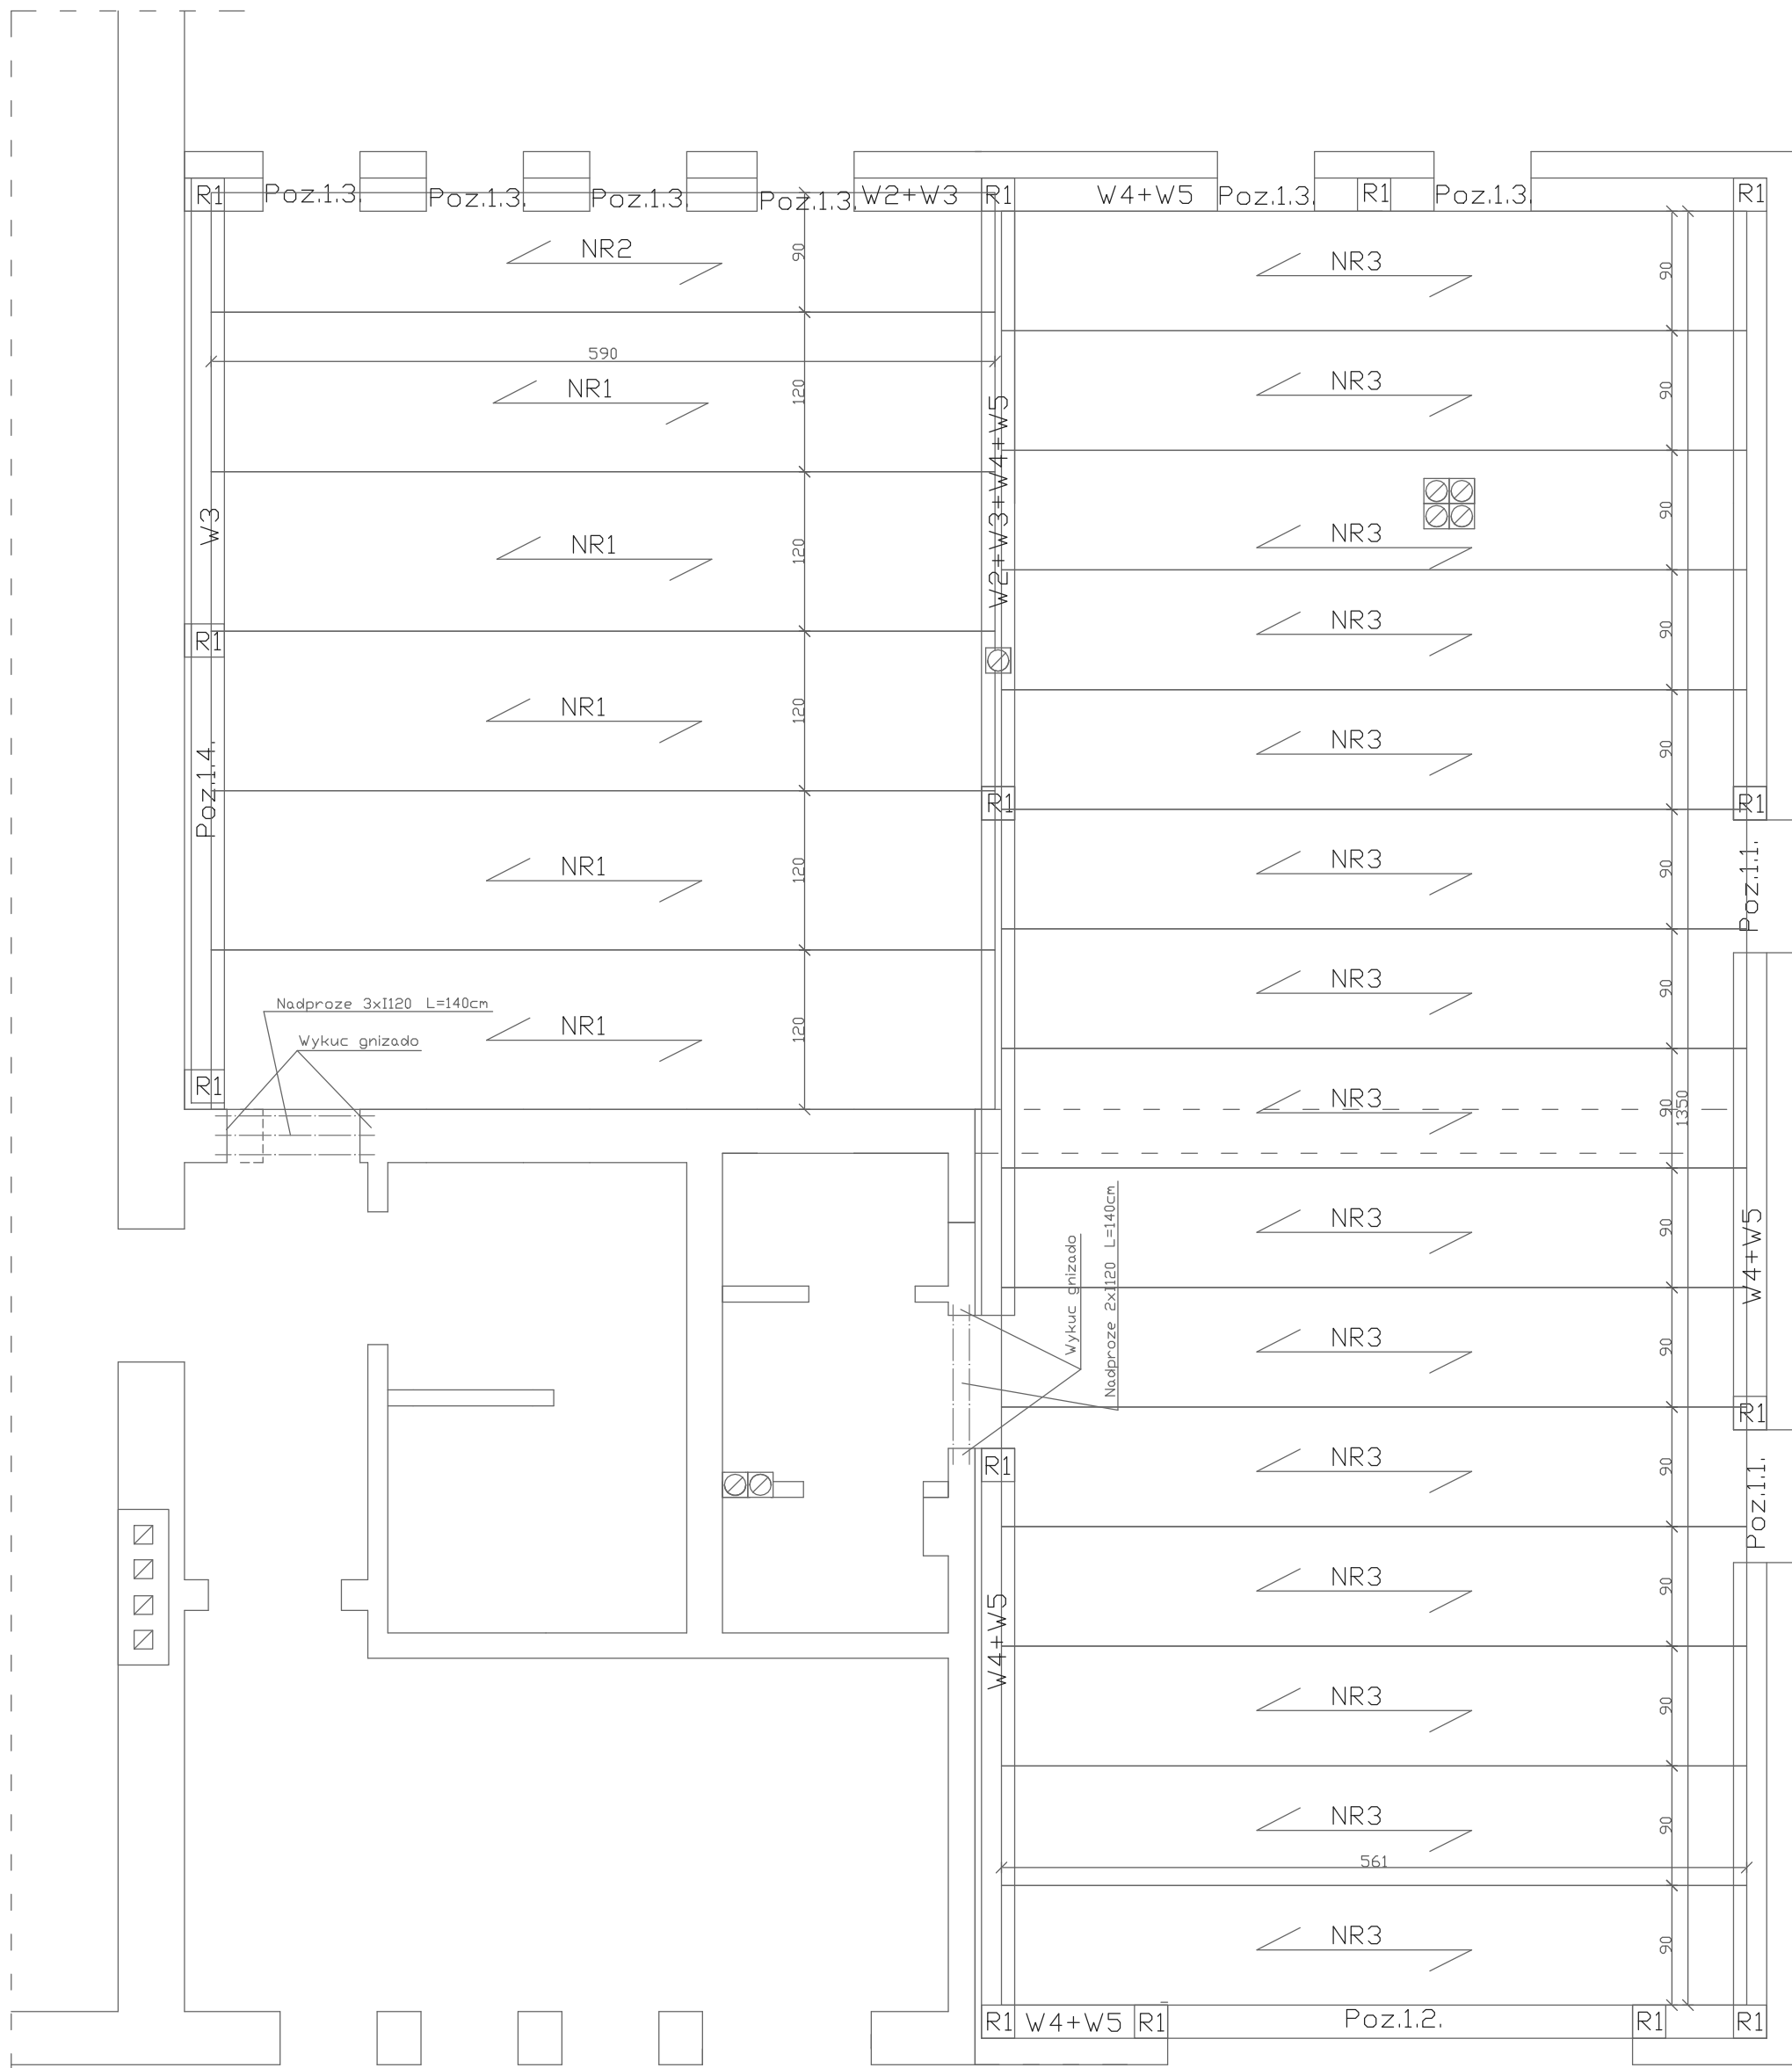 R1
Poz.1.3.
Poz.1.3.
Poz.1.3.
Poz.1.3.
W2+W3
R1
W4+W5
Poz.1.3.
R1
Poz.1.3.
R1
NR2
90
NR3
90
590
NR1
120
NR3
90
W3
W2+W3+W4+W5
NR1
120
NR3
90
R1
NR3
90
NR1
120
Poz.1.4.
NR3
90
R1
R1
NR1
120
NR3
90
Poz.1.1.
Nadproze 3xI120 L=140cm
Wykuc gnizado
NR1
120
NR3
90
R1
NR3
90
1350
Wykuc gnizado
Nadproze 2xI120 L=140cm
NR3
90
W4+W5
NR3
90
R1
R1
NR3
90
Poz.1.1.
W4+W5
NR3
90
NR3
90
NR3
90
561
NR3
90
R1
W4+W5
R1
Poz.1.2.
R1
R1